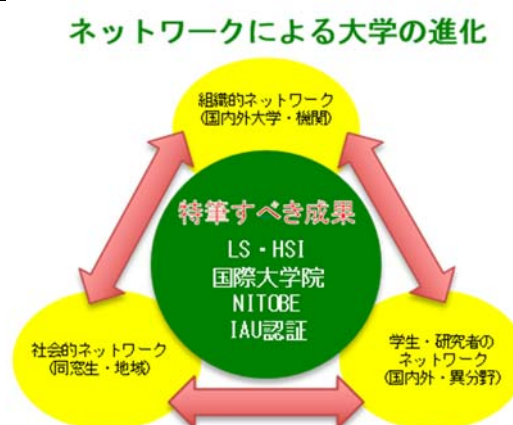 ネットワークによる大学の進化
組織的ネットワーク
(国内外大学・機関)
特筆すべき成果
LS・HSI
国際大学院
NITOBE
IAU認証
社会的ネットワーク
(同窓生・地域)
学生・研究者の
ネットワーク
(国内外・異分野)